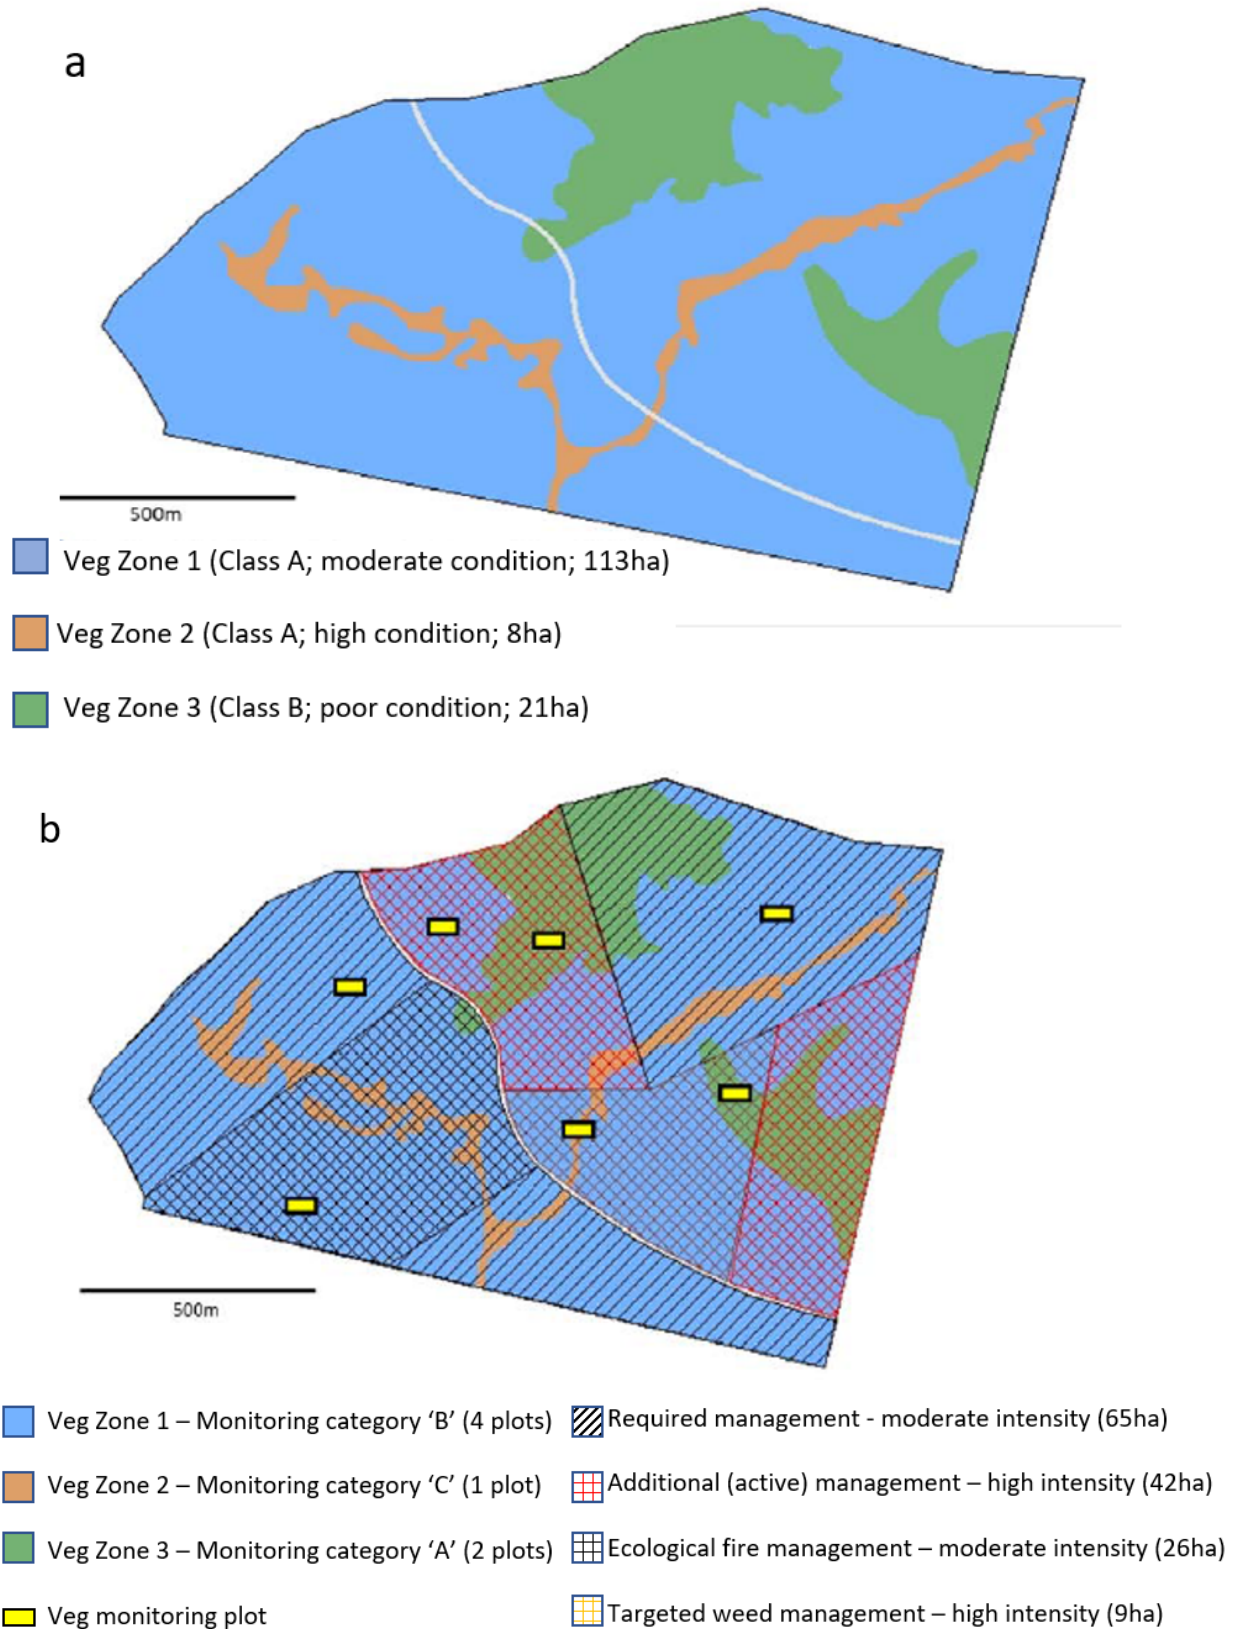 a
500m
Veg Zone 1 (Class A; moderate condition; 113ha)
Veg Zone 2 (Class A; high condition; 8ha)
Veg Zone 3 (Class B; poor condition; 21ha)
b
500m
Veg Zone 1 – Monitoring category ‘B’ (4 plots)
Veg Zone 2 – Monitoring category ‘C’ (1 plot)
Veg Zone 3 – Monitoring category ‘A’ (2 plots)
Veg monitoring plot
Required management - moderate intensity (65ha)
Additional (active) management – high intensity (42ha)
Ecological fire management – moderate intensity (26ha)
Targeted weed management – high intensity (9ha)